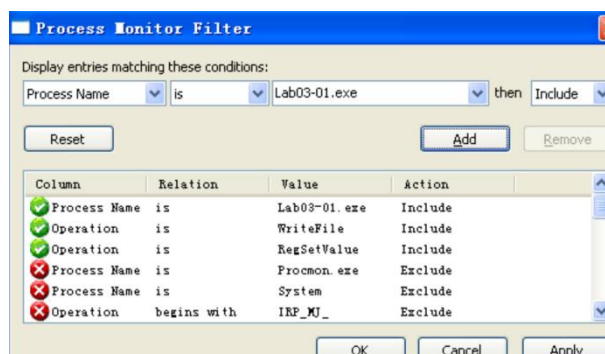 Process Monitor Filter
Display entries matching these conditions:
Process Name is Lab03-01.exe then Include
Reset Add Remove
Column Relation Value Action
Process Name is Lab03-01.exe Include
Operation is WriteFile Include
Operation is RegSetValue Include
Process Name is Procmon.exe Exclude
Process Name is System Exclude
Operation begins with IRP_MJ_ Exclude
OK Cancel Apply